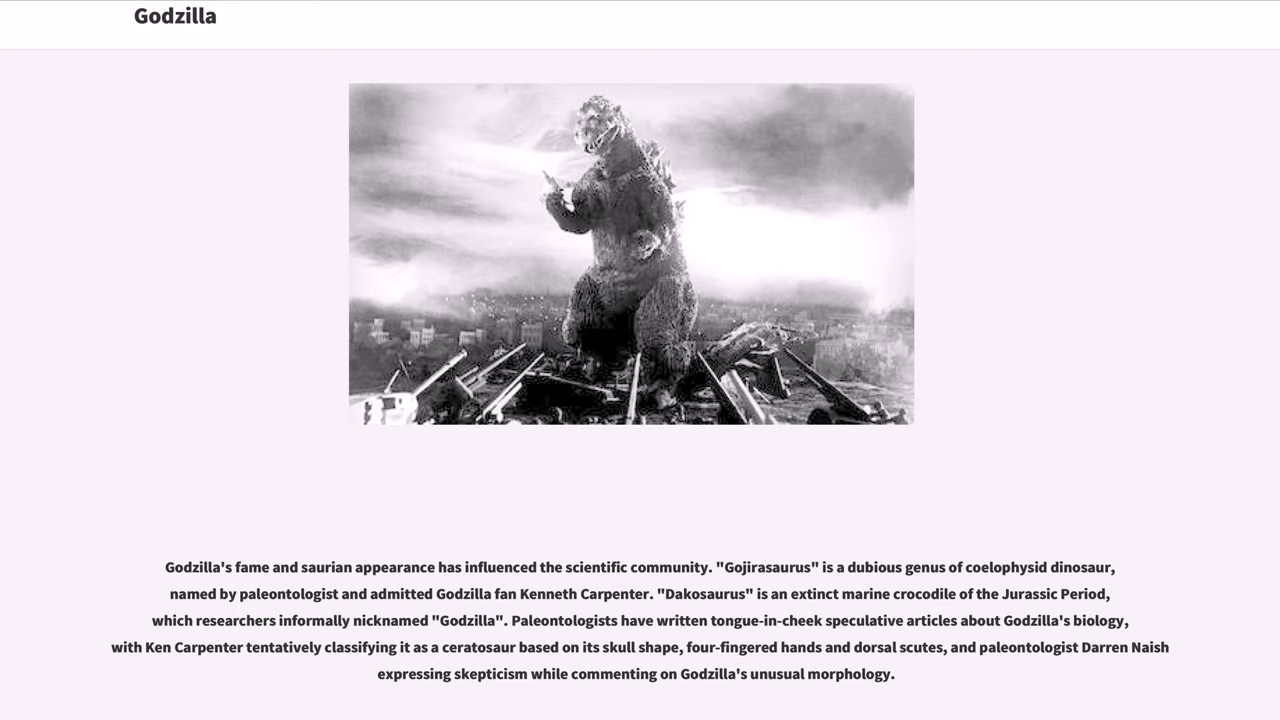 Godzilla
Godzilla's fame and saurian appearance has influenced the scientific community. "Gojirasaurus" is a dubious genus of coelophysid dinosaur,
named by paleontologist and admitted Godzilla fan Kenneth Carpenter. "Dakosaurus" is an extinct marine crocodile of the Jurassic Period,
which researchers informally nicknamed "Godzilla". Paleontologists have written tongue-in-cheek speculative articles about Godzilla's biology,
with Ken Carpenter tentatively classifying it as a ceratosaur based on its skull shape, four-fingered hands and dorsal scutes, and paleontologist Darren Naish
expressing skepticism while commenting on Godzilla's unusual morphology.